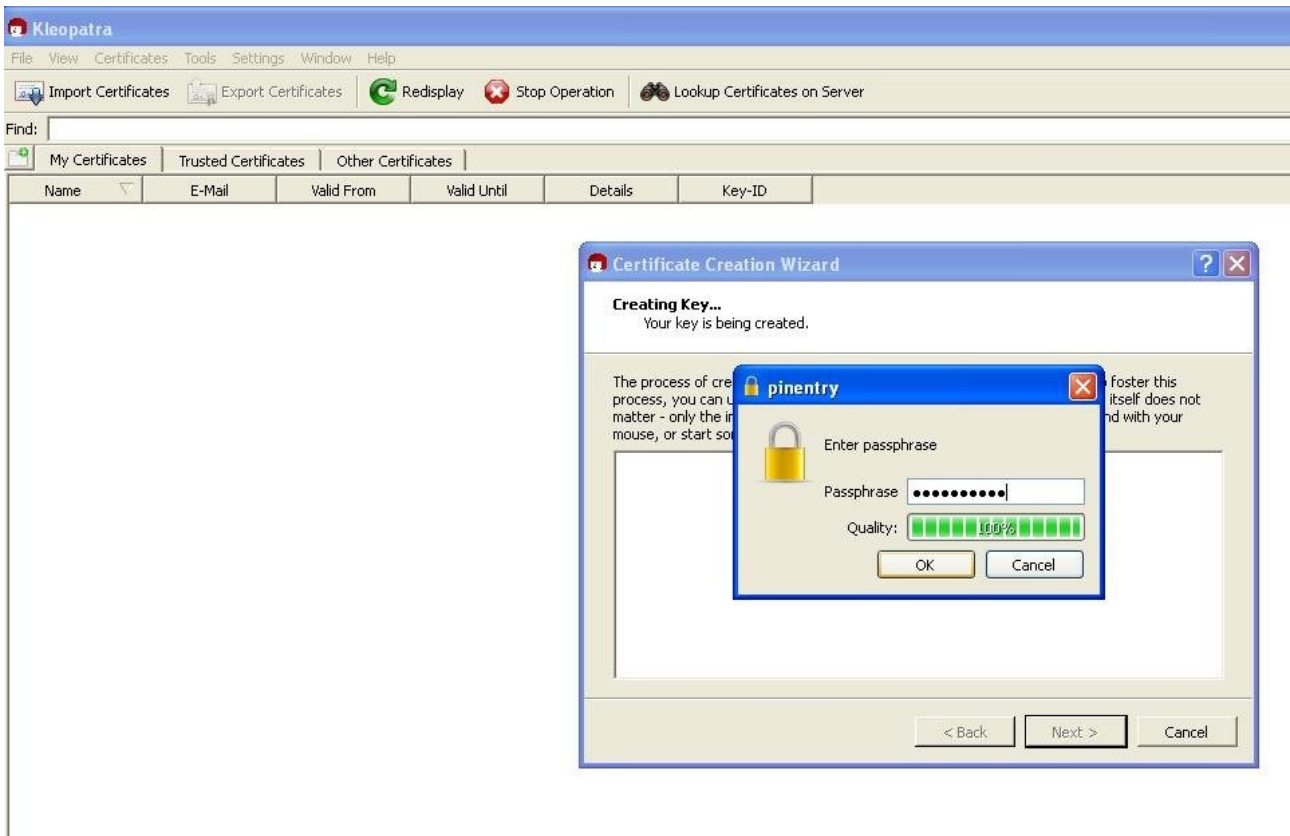 Kleopatra
File View Certificates Tools Settings Window Help
Import Certificates Export Certificates Redisplay Stop Operation Lookup Certificates on Server
Find:
My Certificates Trusted Certificates Other Certificates
Name E-Mail Valid From Valid Until Details Key-ID
Certificate Creation Wizard
Creating Key...
Your key is being created.
The process of cre foster this
process, you can u itself does not
matter - only the in nd with your
mouse, or start so
pinentry
Enter passphrase
Passphrase ●●●●●●●●●●
Quality: 100%
OK Cancel
< Back Next > Cancel